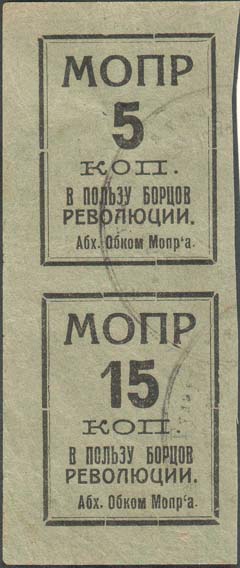 МОПР
5
КОП.
В ПОЛЬЗУ БОРЦОВ
РЕВОЛЮЦИИ.
Абх. Обком Мопр'а.
МОПР
15
КОП.
В ПОЛЬЗУ БОРЦОВ
РЕВОЛЮЦИИ.
Абх. Обком Мопр'а.